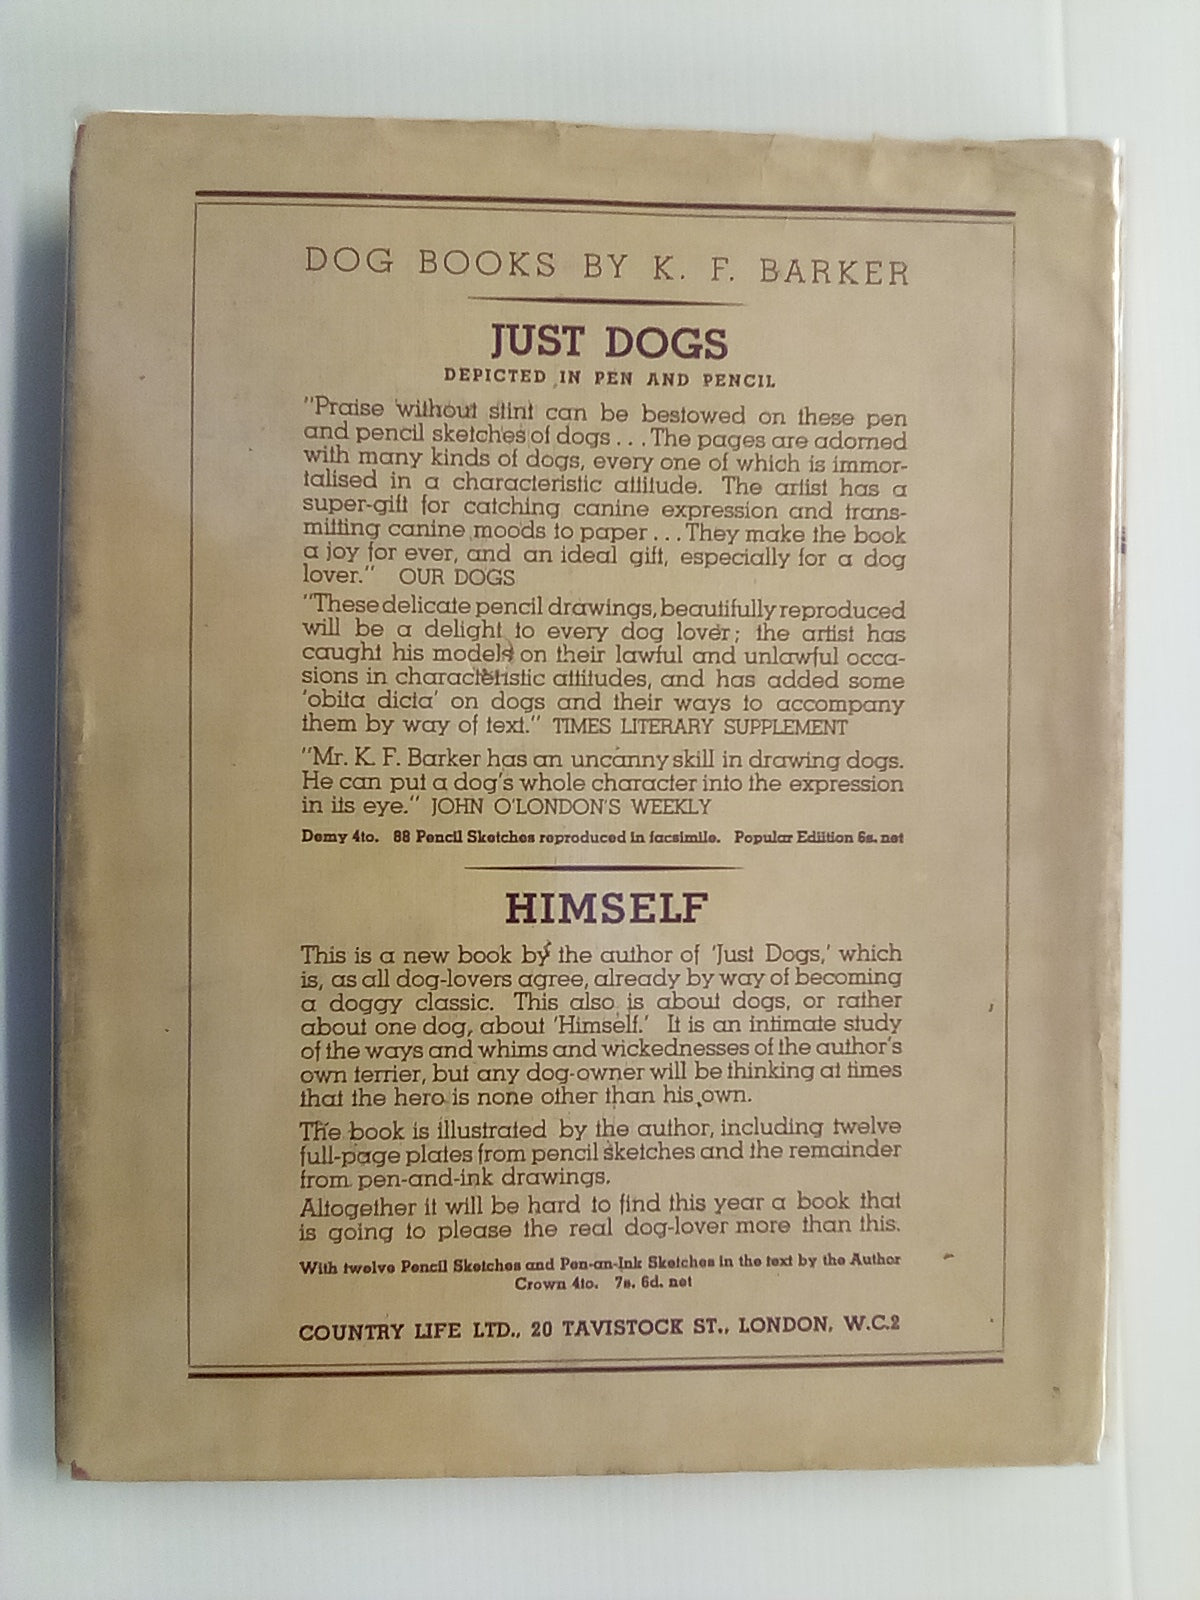 DOG BOOKS BY K. F. BARKER
JUST DOGS
DEPICTED IN PEN AND PENCIL
"Praise without stint can be bestowed on these pen
and pencil sketches of dogs . . . The pages are adorned
with many kinds of dogs, every one of which is immor-
talised in a characteristic attitude. The artist has a
super-gift for catching canine expression and trans-
mitting canine moods to paper . . . They make the book
a joy for ever, and an ideal gift, especially for a dog
lover." OUR DOGS
"These delicate pencil drawings, beautifully reproduced
will be a delight to every dog lover; the artist has
caught his models on their lawful and unlawful occa-
sions in characteristic attitudes, and has added some
'obita dicta' on dogs and their ways to accompany
them by way of text." TIMES LITERARY SUPPLEMENT
"Mr. K. F. Barker has an uncanny skill in drawing dogs.
He can put a dog's whole character into the expression
in its eye." JOHN O'LONDON'S WEEKLY
Demy 4to. 88 Pencil Sketches reproduced in facsimile. Popular Edition 6s. net
HIMSELF
This is a new book by the author of 'Just Dogs,' which
is, as all dog-lovers agree, already by way of becoming
a doggy classic. This also is about dogs, or rather
about one dog, about 'Himself.' It is an intimate study
of the ways and whims and wickednesses of the author's
own terrier, but any dog-owner will be thinking at times
that the hero is none other than his own.
The book is illustrated by the author, including twelve
full-page plates from pencil sketches and the remainder
from pen-and-ink drawings.
Altogether it will be hard to find this year a book that
is going to please the real dog-lover more than this.
With twelve Pencil Sketches and Pen-an-Ink Sketches in the text by the Author
Crown 4to. 7s. 6d. net
COUNTRY LIFE LTD., 20 TAVISTOCK ST., LONDON, W.C.2